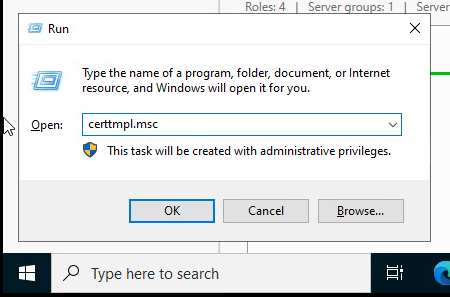 Roles: 4 | Server groups: 1 |
Run
Type the name of a program, folder, document, or Internet
resource, and Windows will open it for you.
Open: certtmpl.msc
This task will be created with administrative privileges.
OK Cancel Browse...
Type here to search